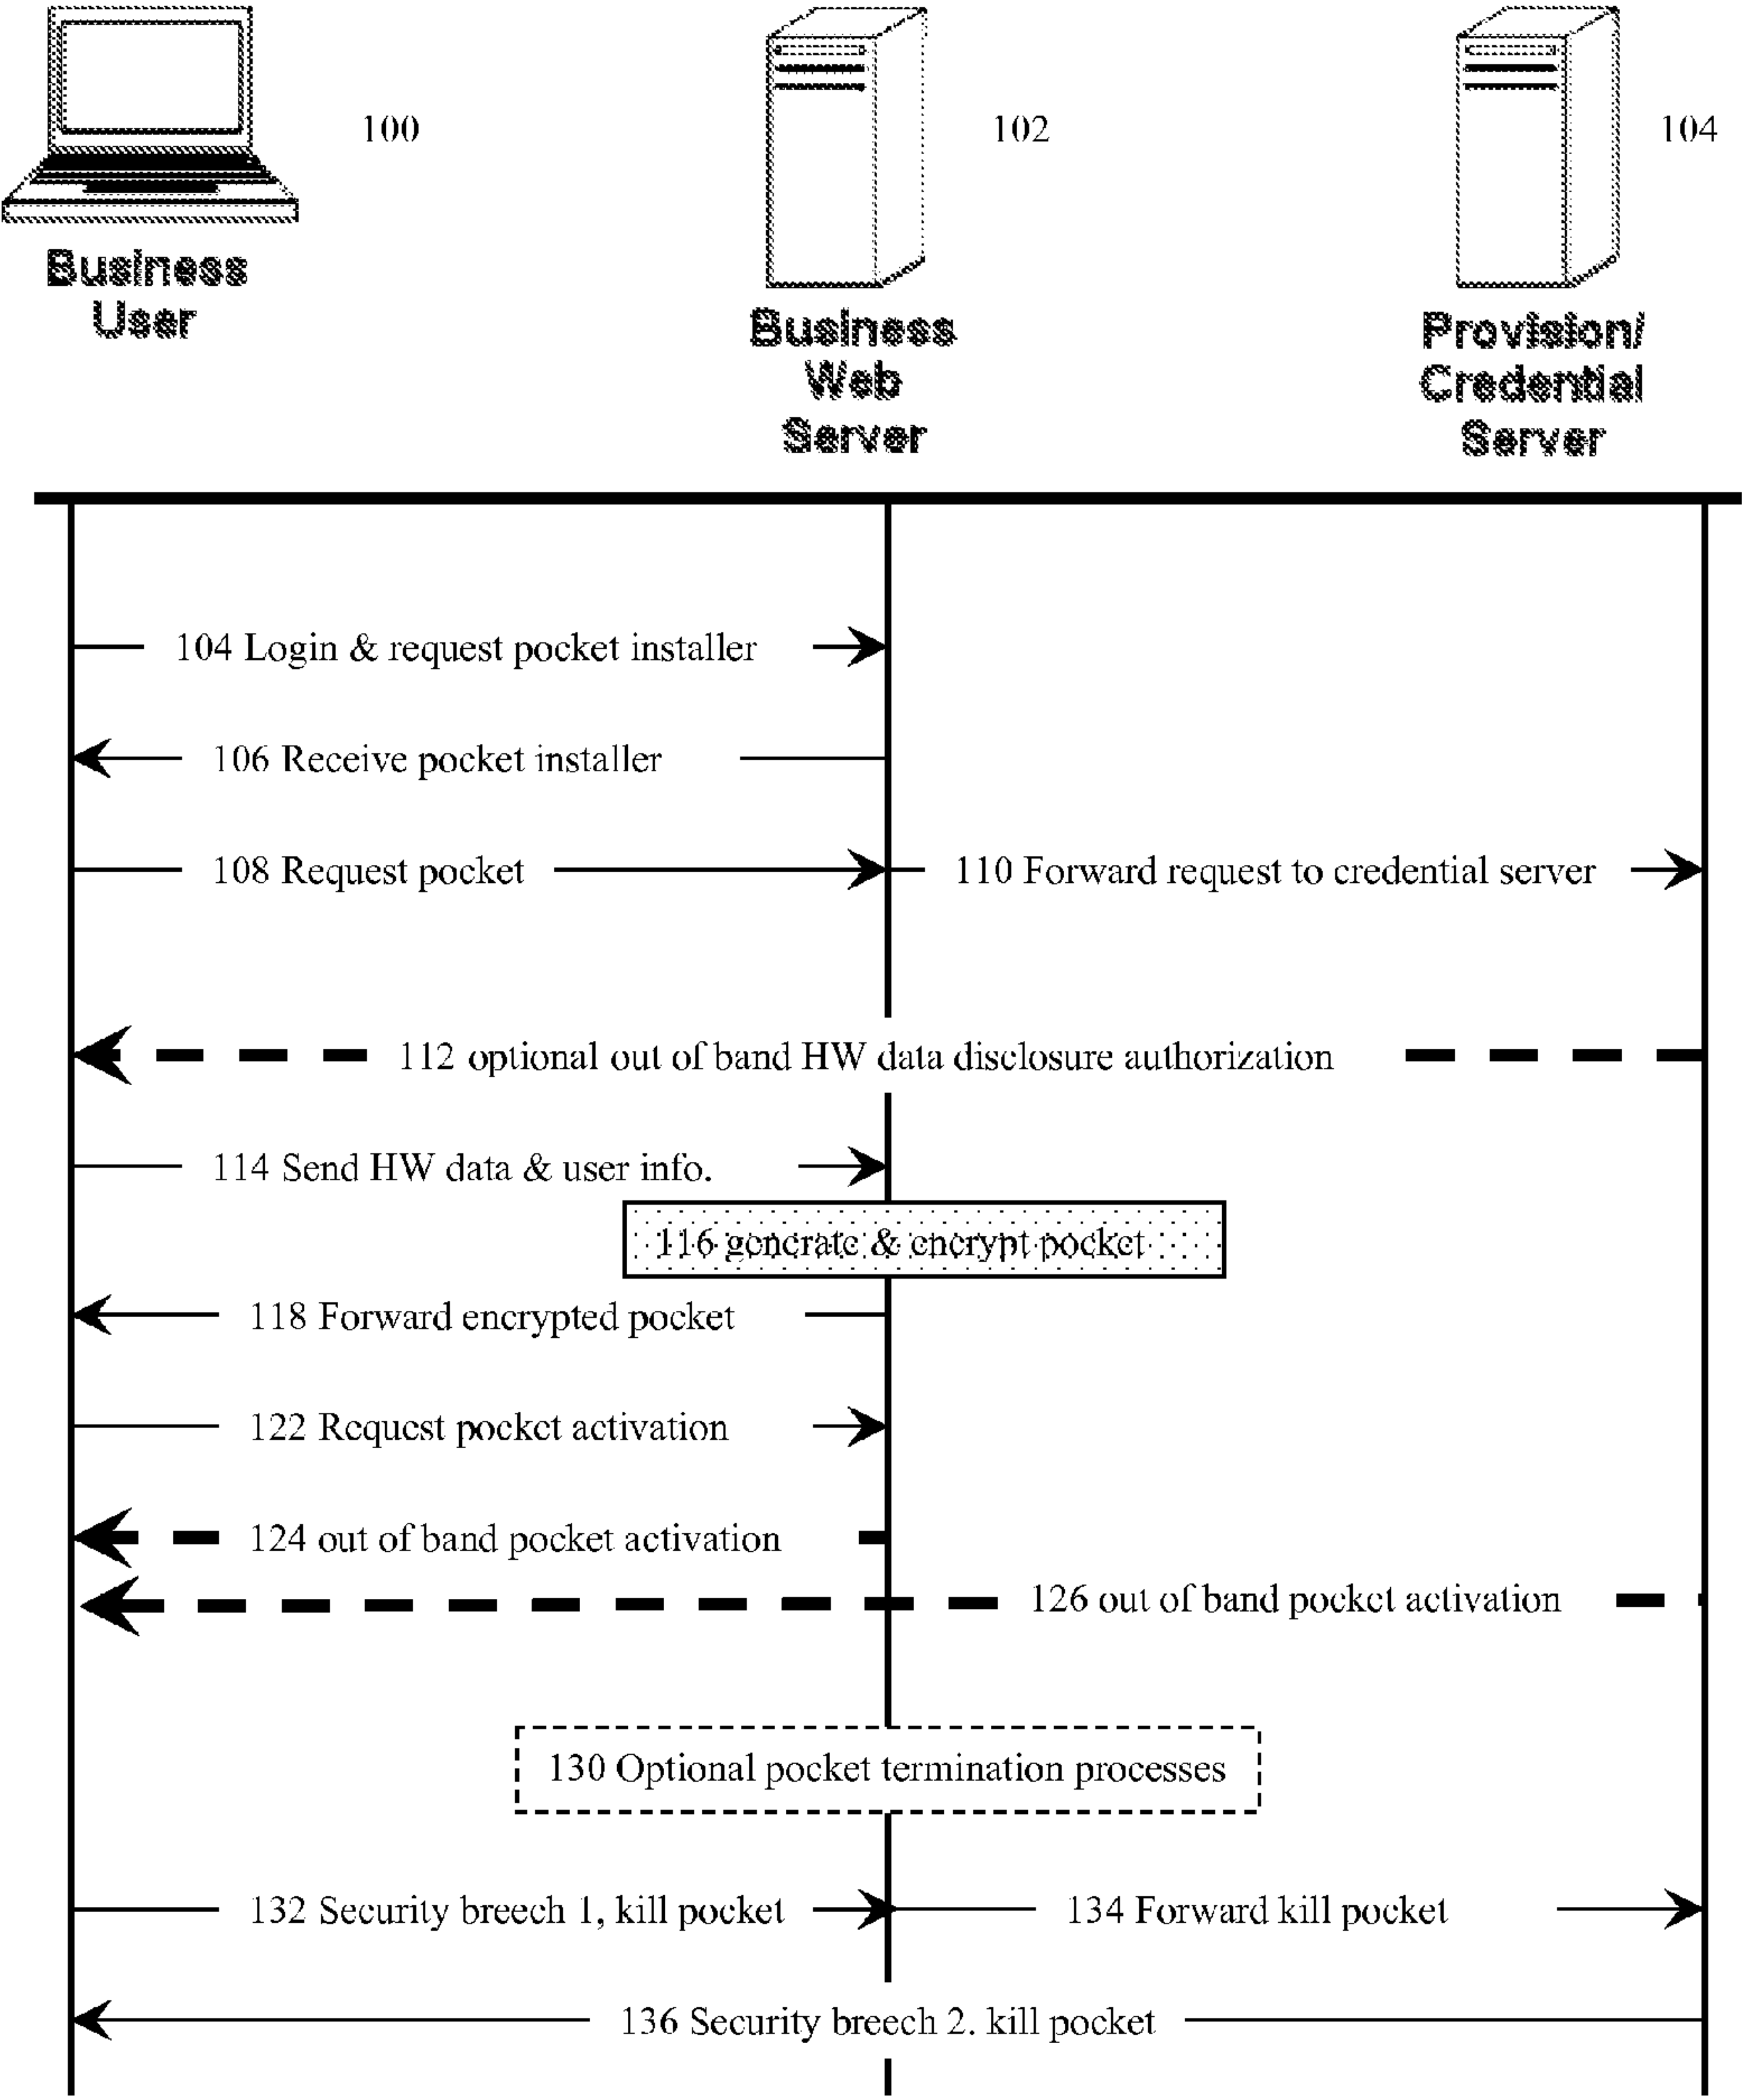 100
102
104
Business
User
Business
Web
Server
Provision/
Credential
Server
104 Login & request pocket installer
106 Receive pocket installer
108 Request pocket
110 Forward request to credential server
112 optional out of band HW data disclosure authorization
114 Send HW data & user info.
116 generate & encrypt pocket
118 Forward encrypted pocket
122 Request pocket activation
124 out of band pocket activation
126 out of band pocket activation
130 Optional pocket termination processes
132 Security breech 1, kill pocket
134 Forward kill pocket
136 Security breech 2. kill pocket